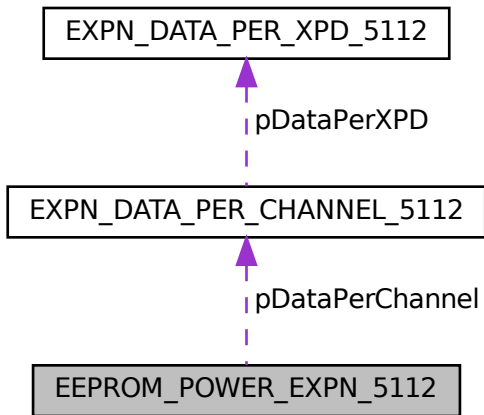 EXPN_DATA_PER_XPD_5112
pDataPerXPD
EXPN_DATA_PER_CHANNEL_5112
pDataPerChannel
EEPROM_POWER_EXPN_5112